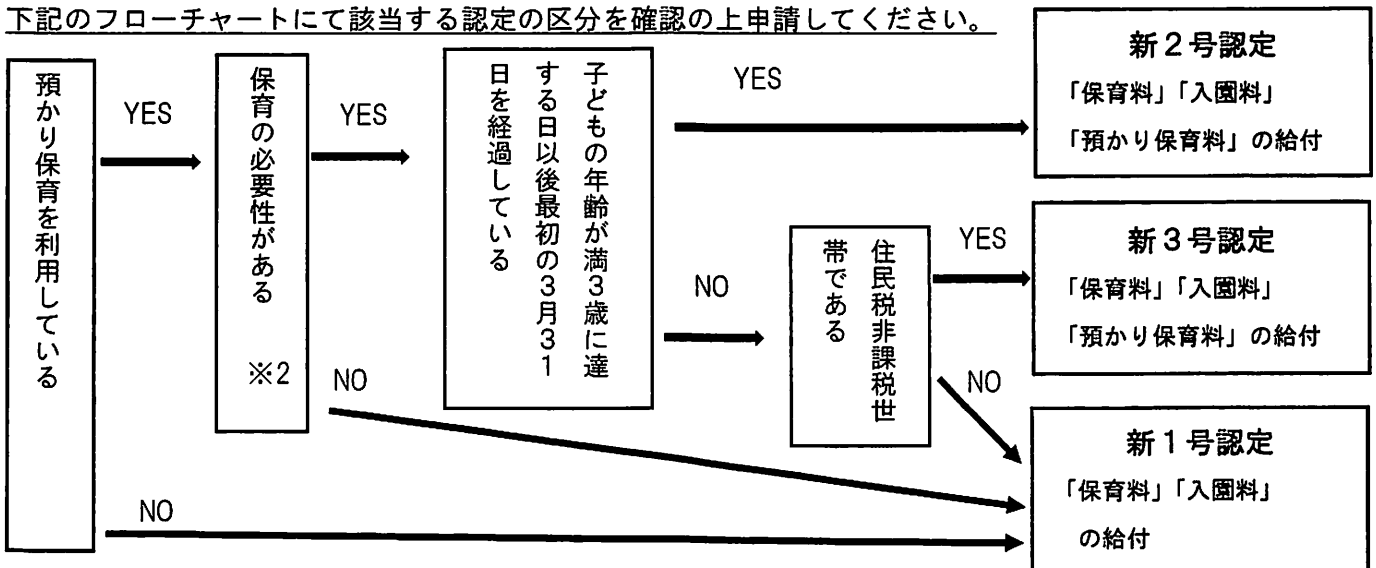 下記のフローチャートにて該当する認定の区分を確認の上申請してください。
預かり保育を利用している
YES
NO
保育の必要性がある
※2
YES
NO
子どもの年齢が満3歳に達
する日以後最初の3月31
日を経過している
YES
NO
住民税非課税世
帯である
YES
NO
新2号認定
「保育料」「入園料」
「預かり保育料」の給付
新3号認定
「保育料」「入園料」
「預かり保育料」の給付
新1号認定
「保育料」「入園料」
の給付